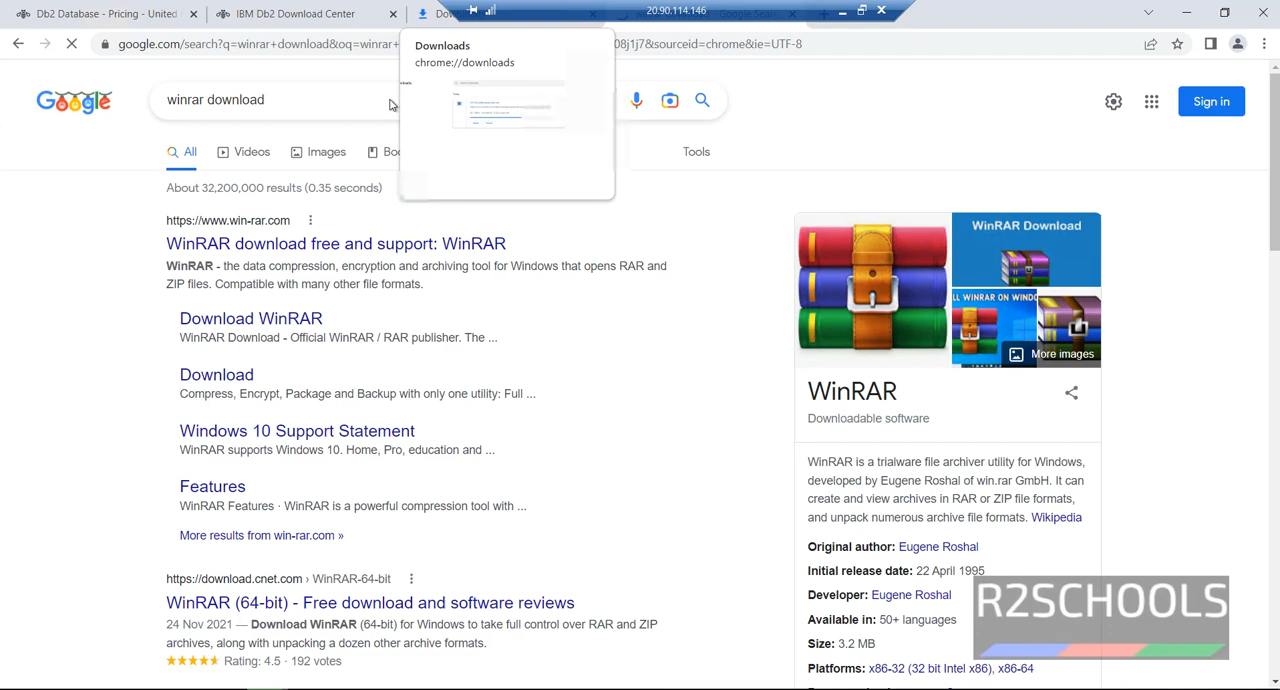 Db2 Database - Pricing - United
IBM Db2 Download Center
Dow
20.90.114.146
google.com/search?q=winrar+download&oq=winrar+
08j1j7&sourceid=chrome&ie=UTF-8
Downloads
chrome://downloads
Google
winrar download
Sign in
All
Videos
Images
Boo
Tools
About 32,200,000 results (0.35 seconds)
https://www.win-rar.com
WinRAR download free and support: WinRAR
WinRAR - the data compression, encryption and archiving tool for Windows that opens RAR and
ZIP files. Compatible with many other file formats.
Download WinRAR
WinRAR Download - Official WinRAR / RAR publisher. The ...
Download
Compress, Encrypt, Package and Backup with only one utility: Full ...
Windows 10 Support Statement
WinRAR supports Windows 10. Home, Pro, education and ...
Features
WinRAR Features · WinRAR is a powerful compression tool with ...
More results from win-rar.com »
https://download.cnet.com › WinRAR-64-bit
WinRAR (64-bit) - Free download and software reviews
24 Nov 2021 — Download WinRAR (64-bit) for Windows to take full control over RAR and ZIP
archives, along with unpacking a dozen other archive formats.
Rating: 4.5 · 192 votes
WinRAR Download
LL WINRAR ON WINDO
More images
WinRAR
Downloadable software
WinRAR is a trialware file archiver utility for Windows,
developed by Eugene Roshal of win.rar GmbH. It can
create and view archives in RAR or ZIP file formats,
and unpack numerous archive file formats. Wikipedia
Original author: Eugene Roshal
Initial release date: 22 April 1995
Developer: Eugene Roshal
Available in: 50+ languages
Size: 3.2 MB
Platforms: x86-32 (32 bit Intel x86), x86-64
R2SCHOOLS